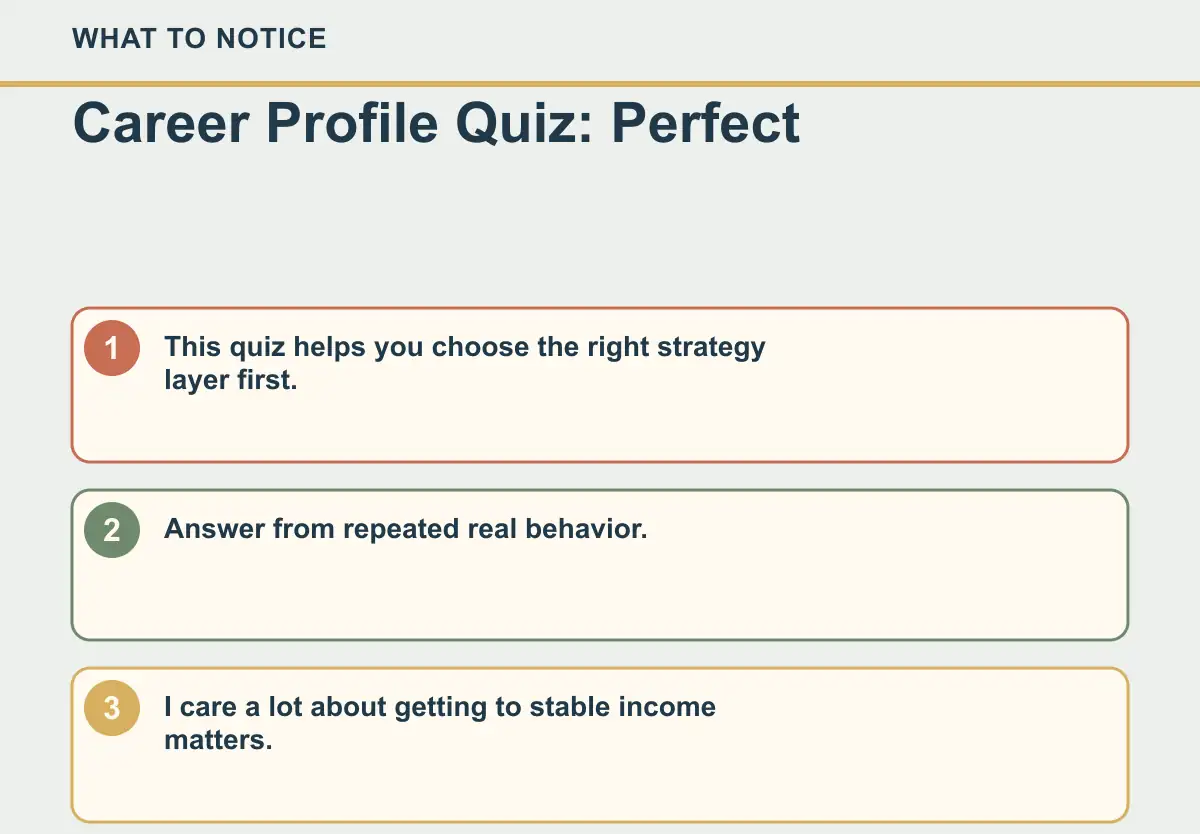 WHAT TO NOTICE
Career Profile Quiz: Perfect
1
This quiz helps you choose the right strategy
layer first.
2
Answer from repeated real behavior.
3
I care a lot about getting to stable income
matters.